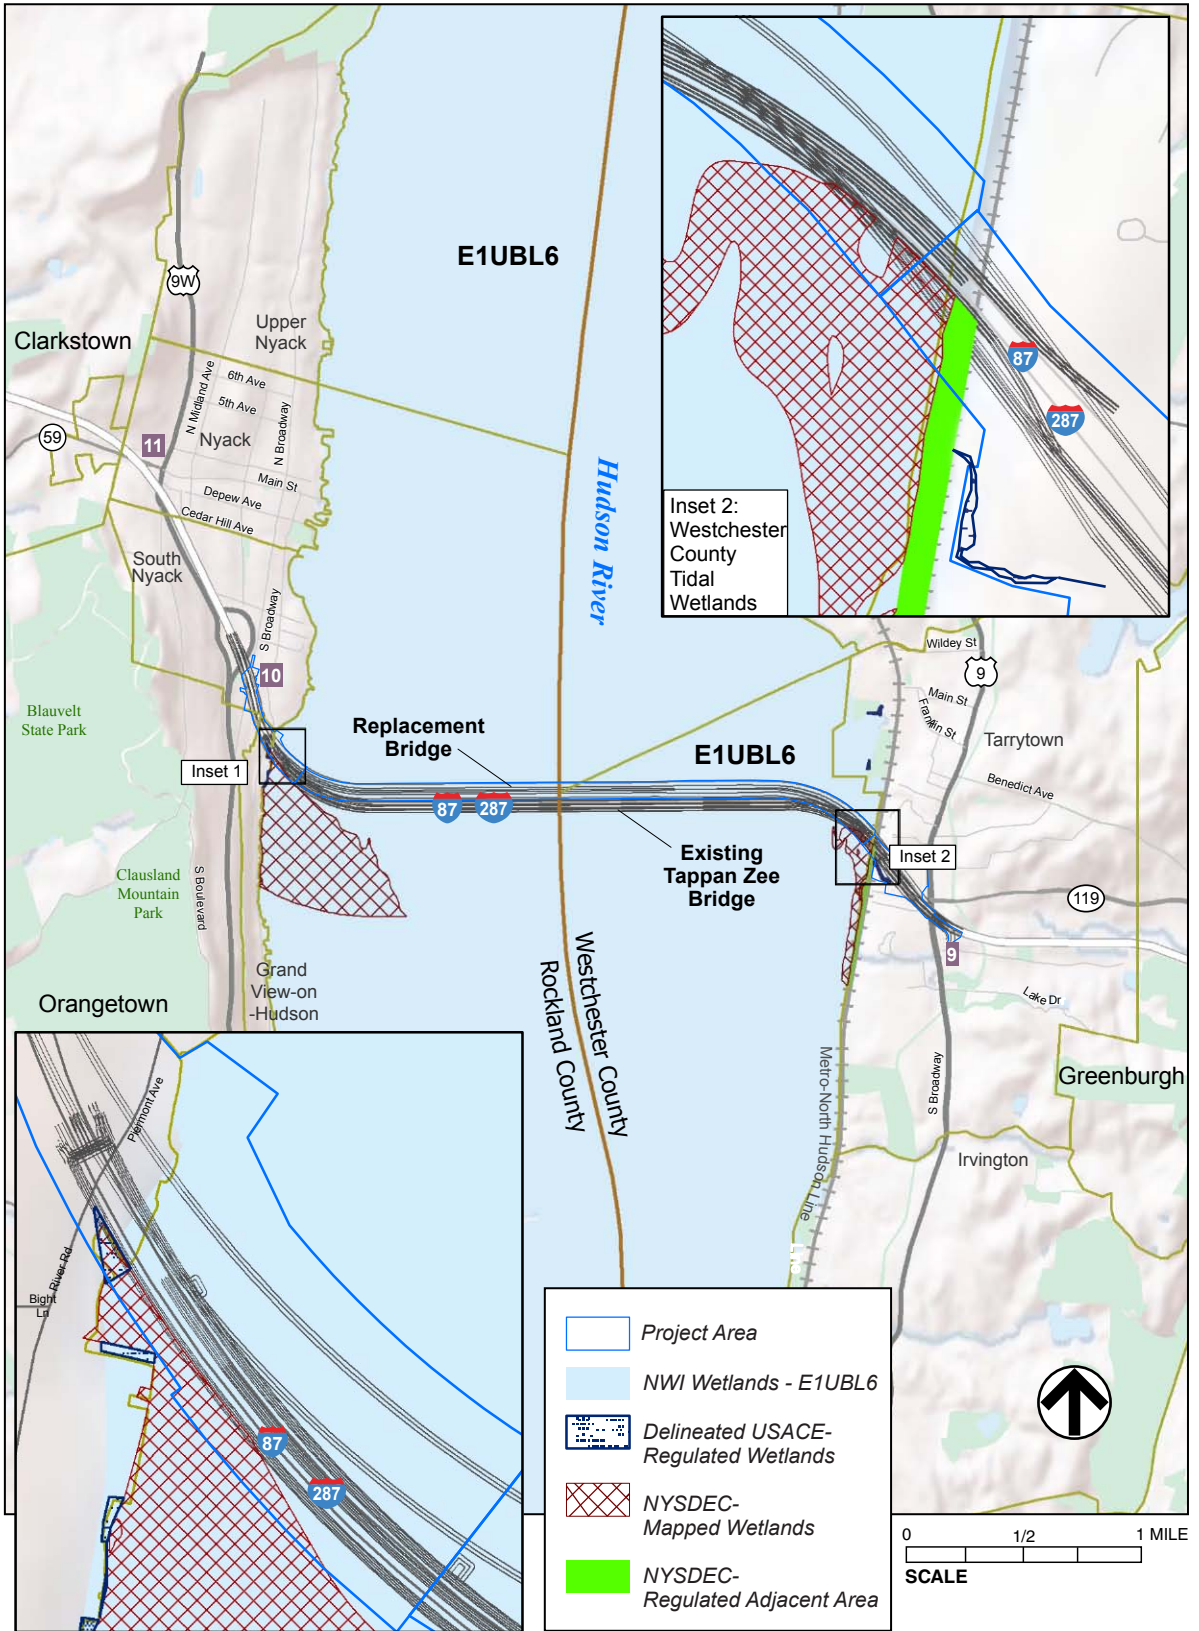 E1UBL6
9W
Clarkstown
Upper
Nyack
6th Ave
5th Ave
N Midland Ave
N Broadway
59
11
Nyack
Main St
Depew Ave
Cedar Hill Ave
South
Nyack
S Broadway
10
Hudson River
Inset 2:
Westchester
County
Tidal
Wetlands
87
287
Wildey St
9
Main St
Franklin St
Tarrytown
Benedict Ave
Blauvelt
State Park
Replacement
Bridge
E1UBL6
Inset 1
87
287
Existing
Tappan Zee
Bridge
Inset 2
Clausland
Mountain
Park
S Boulevard
119
9
Grand
View-on
-Hudson
Orangetown
Westchester County
Rockland County
Lake Dr
Metro-North Hudson Line
Line
S Broadway
Greenburgh
Irvington
Piermont Ave
River Rd
Bight
Ln
87
287
Project Area
NWI Wetlands - E1UBL6
Delineated USACE-
Regulated Wetlands
NYSDEC-
Mapped Wetlands
NYSDEC-
Regulated Adjacent Area
0
1/2
1 MILE
SCALE